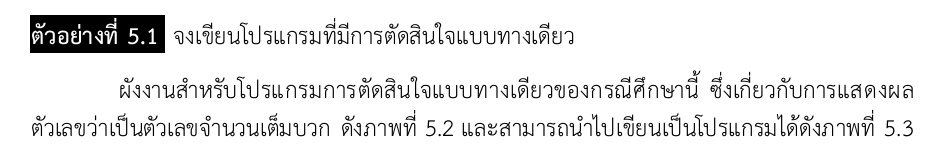 ตัวอย่างที่ 5.1 จงเขียนโปรแกรมที่มีการตัดสินใจแบบทางเดียว
ผังงานสำหรับโปรแกรมการตัดสินใจแบบทางเดียวของกรณีศึกษานี้ ซึ่งเกี่ยวกับการแสดงผล
ตัวเลขว่าเป็นตัวเลขจำนวนเต็มบวก ดังภาพที่ 5.2 และสามารถนำไปเขียนเป็นโปรแกรมได้ดังภาพที่ 5.3